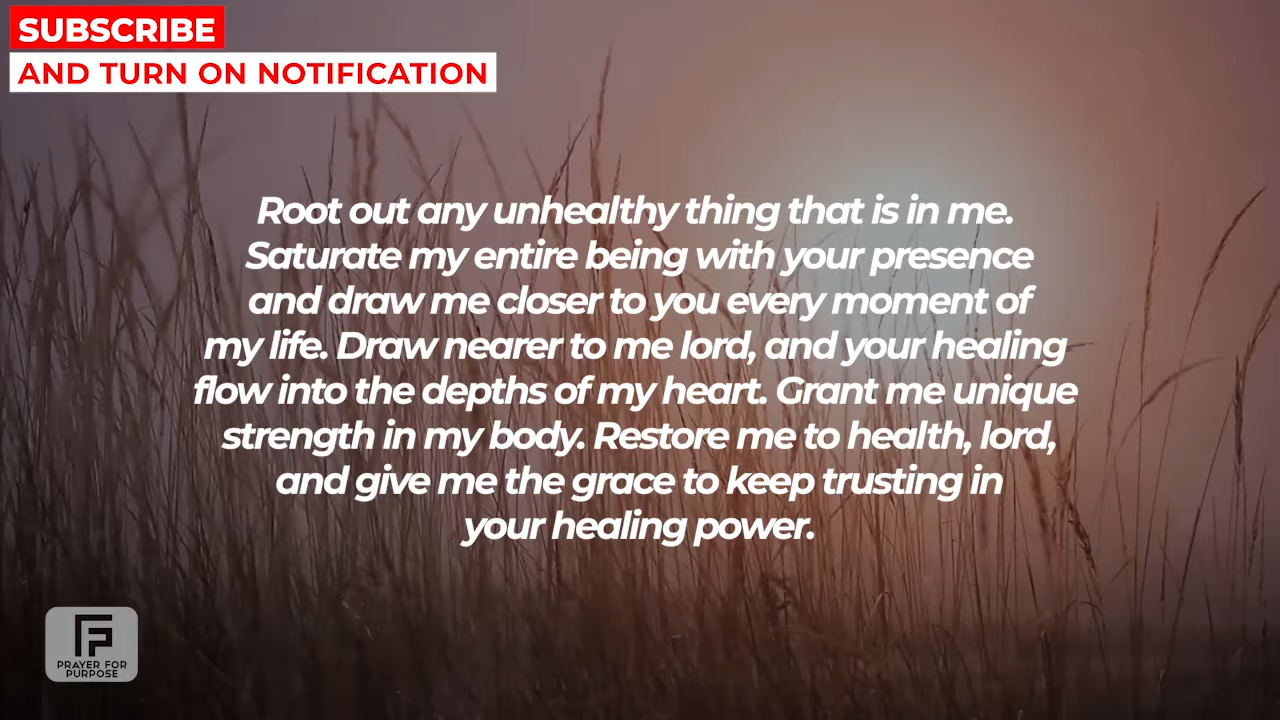 SUBSCRIBE
AND TURN ON NOTIFICATION
Root out any unhealthy thing that is in me.
Saturate my entire being with your presence
and draw me closer to you every moment of
my life. Draw nearer to me lord, and your healing
flow into the depths of my heart. Grant me unique
strength in my body. Restore me to health, lord,
and give me the grace to keep trusting in
your healing power.
PRAYER FOR
PURPOSE